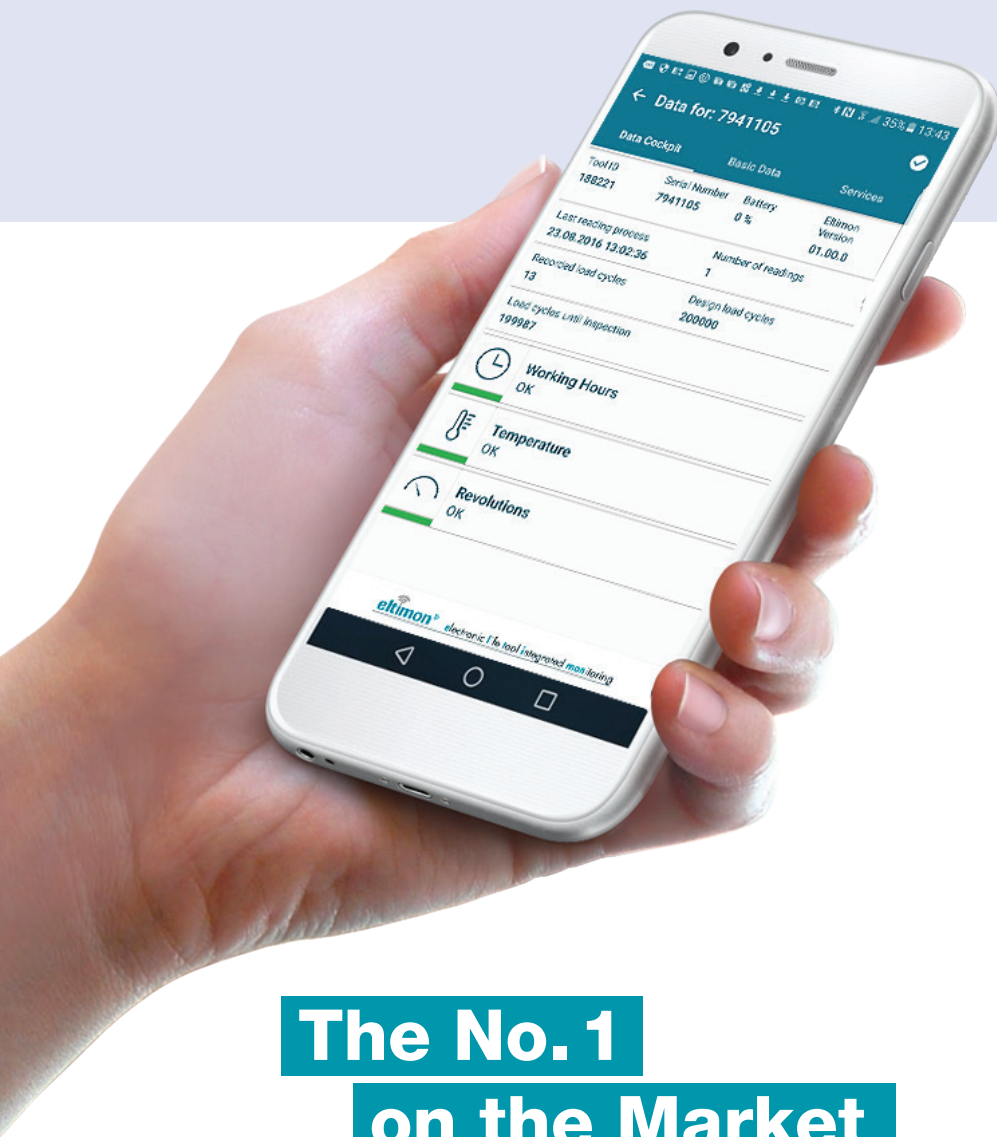 35% 13:43
Data for: 7941105
Data Cockpit Basic Data Services
Tool ID Serial Number Battery Eltimon Version
188221 7941105 0 % 01.00.0
Last reading process Number of readings
23.08.2016 13:02:36 1
Recorded load cycles Design load cycles
13 200000
Load cycles until inspection
199987
Working Hours
OK
Temperature
OK
Revolutions
OK
eltimon® electronic life tool integrated monitoring
The No. 1
on the Market